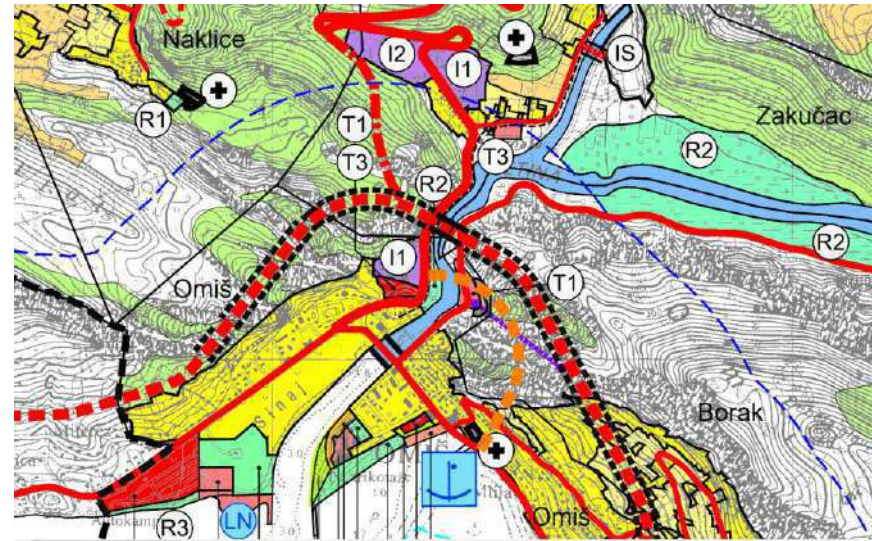 Naklice
I2
I1
IS
R1
T1
Zakučac
T3
T3
R2
R2
R2
I1
T1
Omiš
Sinej
Borak
Omiš
R3
LN